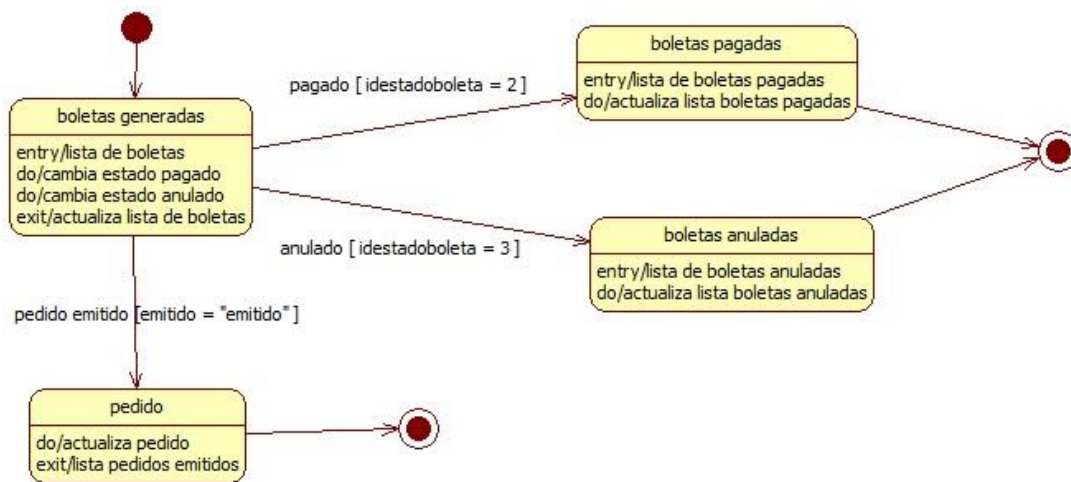 boletas pagadas
entry/lista de boletas pagadas
do/actualiza lista boletas pagadas
pagado [ idestadoboleta = 2 ]
boletas generadas
entry/lista de boletas
do/cambia estado pagado
do/cambia estado anulado
exit/actualiza lista de boletas
anulado [ idestadoboleta = 3 ]
boletas anuladas
entry/lista de boletas anuladas
do/actualiza lista boletas anuladas
pedido emitido [emitido = "emitido" ]
pedido
do/actualiza pedido
exit/lista pedidos emitidos